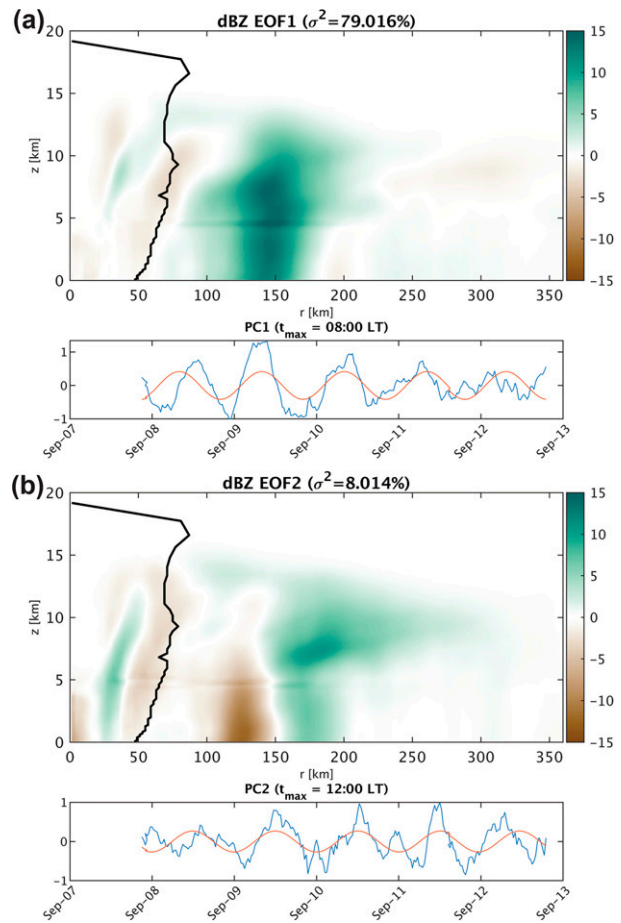 (a)
dBZ EOF1 (σ²=79.016%)
20
15
10
5
0
z [km]
0 50 100 150 200 250 300 350
r [km]
15
10
5
0
−5
−10
−15
PC1 (t_max = 08:00 LT)
1
0
-1
Sep-07 Sep-08 Sep-09 Sep-10 Sep-11 Sep-12 Sep-13
(b)
dBZ EOF2 (σ²=8.014%)
20
15
10
5
0
z [km]
0 50 100 150 200 250 300 350
r [km]
15
10
5
0
−5
−10
−15
PC2 (t_max = 12:00 LT)
1
0
-1
Sep-07 Sep-08 Sep-09 Sep-10 Sep-11 Sep-12 Sep-13